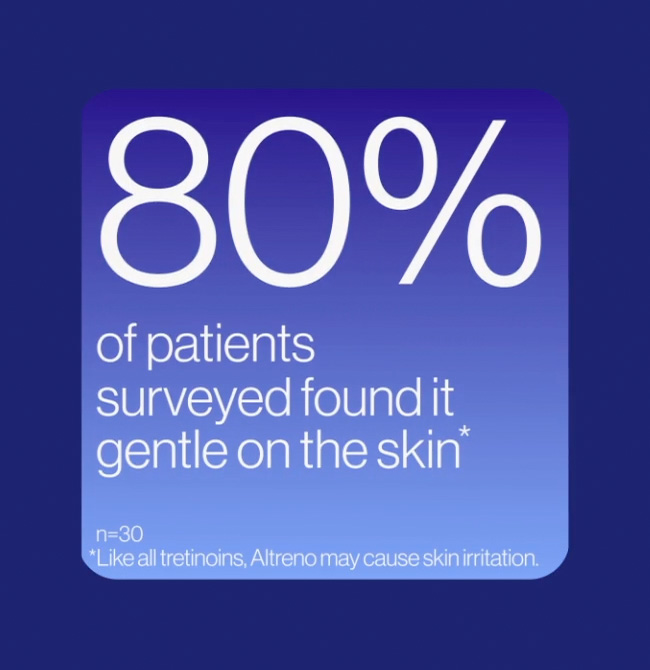 80%
of patients
surveyed found it
gentle on the skin*
n=30
*Like all tretinoins, Altreno may cause skin irritation.